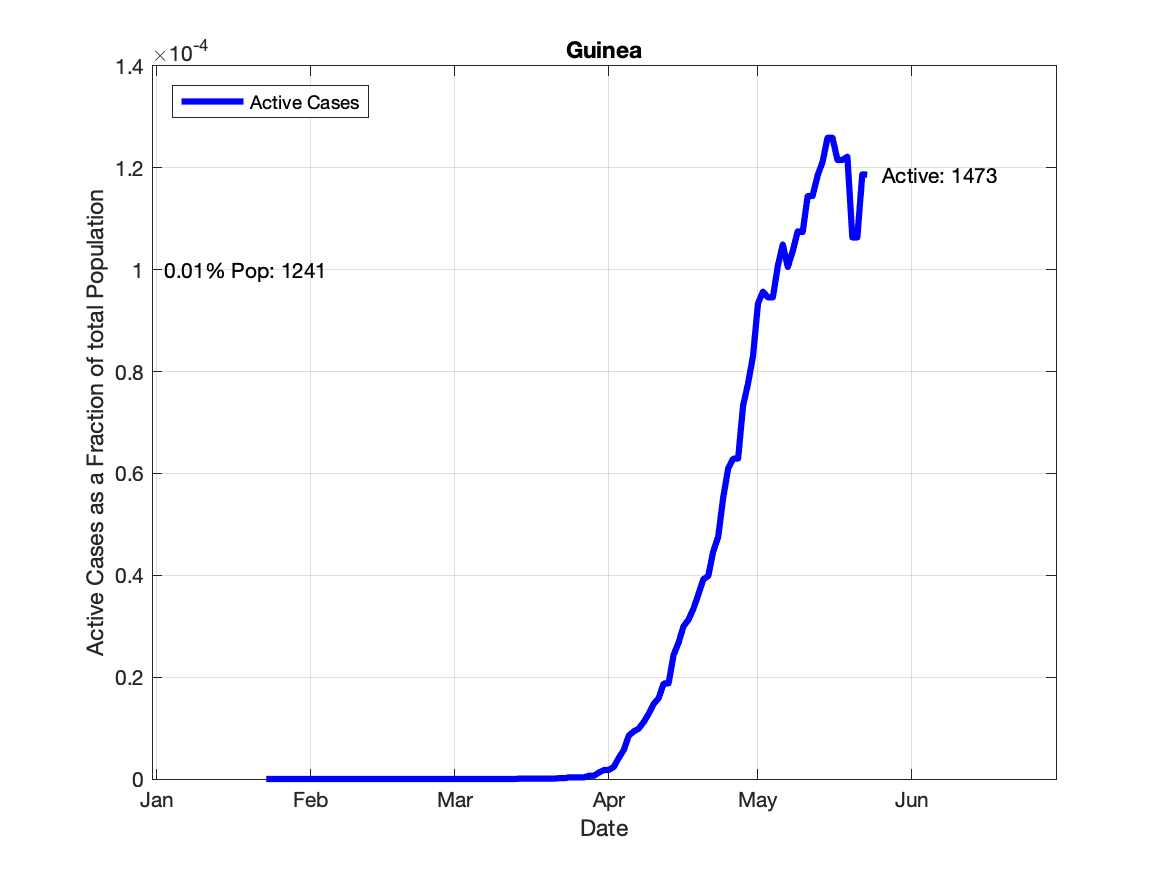 Guinea
×10-4
1.4
1.2
1
0.8
0.6
0.4
0.2
0
Active Cases
Active: 1473
0.01% Pop: 1241
Active Cases as a Fraction of total Population
Jan Feb Mar Apr May Jun
Date